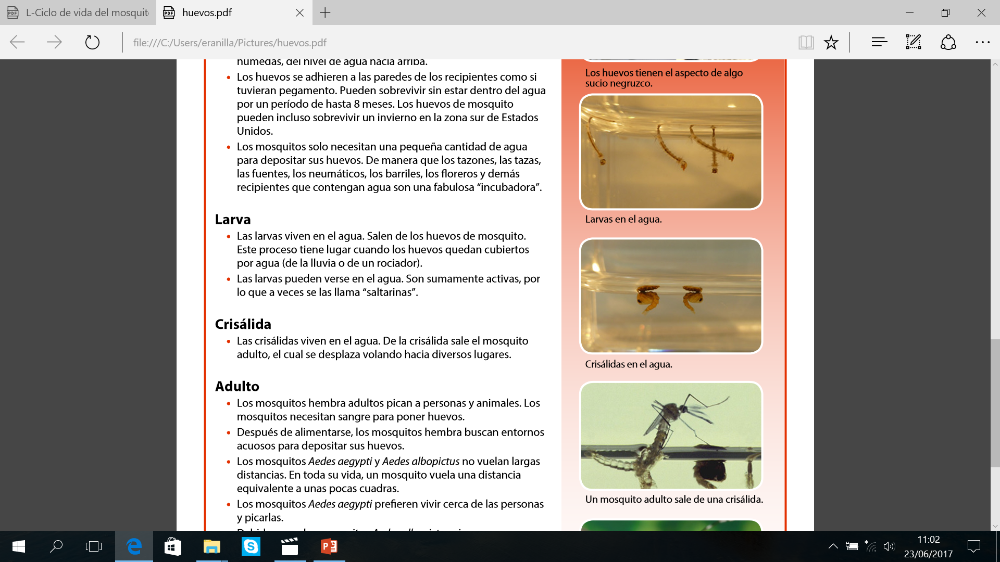 L-Ciclo de vida del mosquit
huevos.pdf
file:///C:/Users/eranilla/Pictures/huevos.pdf
húmedas, del nivel de agua hacia arriba.
• Los huevos se adhieren a las paredes de los recipientes como si
tuvieran pegamento. Pueden sobrevivir sin estar dentro del agua
por un período de hasta 8 meses. Los huevos de mosquito
pueden incluso sobrevivir un invierno en la zona sur de Estados
Unidos.
• Los mosquitos solo necesitan una pequeña cantidad de agua
para depositar sus huevos. De manera que los tazones, las tazas,
las fuentes, los neumáticos, los barriles, los floreros y demás
recipientes que contengan agua son una fabulosa “incubadora”.
Larva
• Las larvas viven en el agua. Salen de los huevos de mosquito.
Este proceso tiene lugar cuando los huevos quedan cubiertos
por agua (de la lluvia o de un rociador).
• Las larvas pueden verse en el agua. Son sumamente activas, por
lo que a veces se las llama “saltarinas”.
Crisálida
• Las crisálidas viven en el agua. De la crisálida sale el mosquito
adulto, el cual se desplaza volando hacia diversos lugares.
Adulto
• Los mosquitos hembra adultos pican a personas y animales. Los
mosquitos necesitan sangre para poner huevos.
• Después de alimentarse, los mosquitos hembra buscan entornos
acuosos para depositar sus huevos.
• Los mosquitos Aedes aegypti y Aedes albopictus no vuelan largas
distancias. En toda su vida, un mosquito vuela una distancia
equivalente a unas pocas cuadras.
• Los mosquitos Aedes aegypti prefieren vivir cerca de las personas
y picarlas.
Los huevos tienen el aspecto de algo
sucio negruzco.
Larvas en el agua.
Crisálidas en el agua.
Un mosquito adulto sale de una crisálida.
11:02
23/06/2017